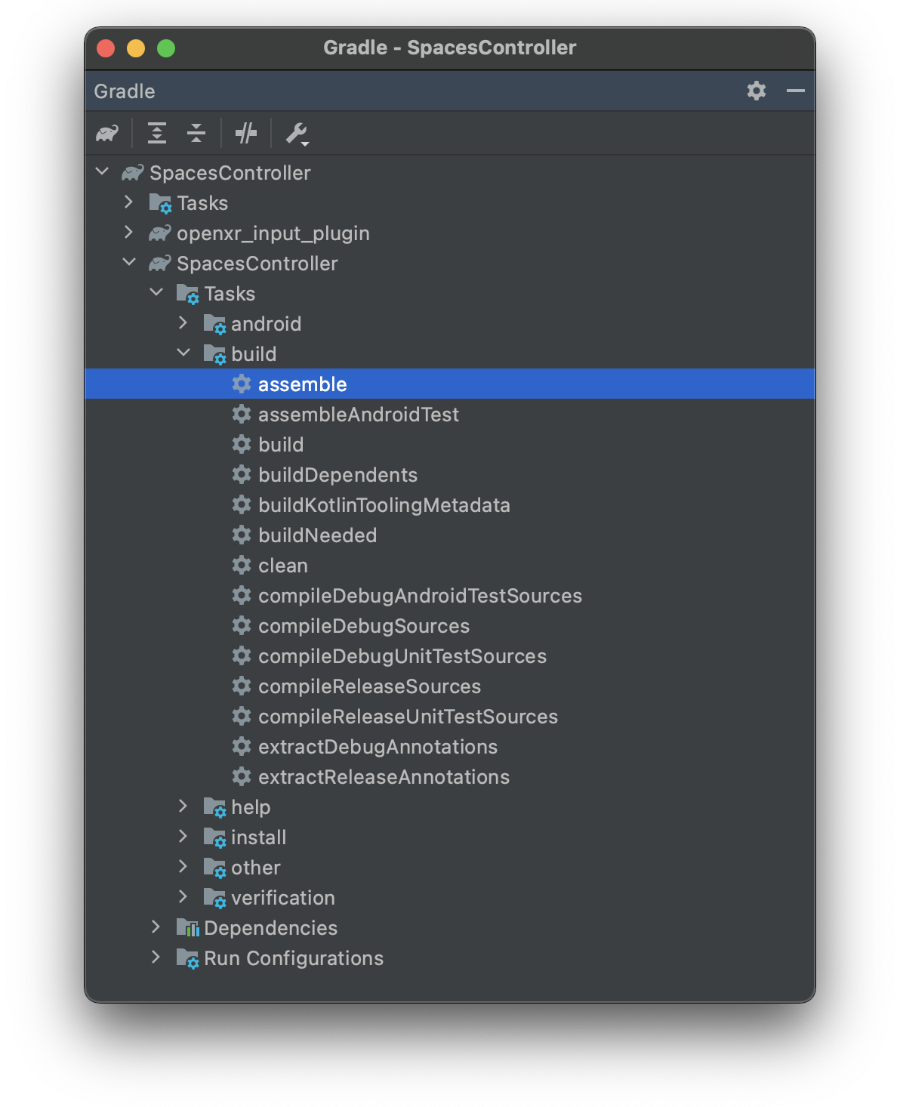 Gradle - SpacesController
Gradle
SpacesController
Tasks
openxr_input_plugin
SpacesController
Tasks
android
build
assemble
assembleAndroidTest
build
buildDependents
buildKotlinToolingMetadata
buildNeeded
clean
compileDebugAndroidTestSources
compileDebugSources
compileDebugUnitTestSources
compileReleaseSources
compileReleaseUnitTestSources
extractDebugAnnotations
extractReleaseAnnotations
help
install
other
verification
Dependencies
Run Configurations